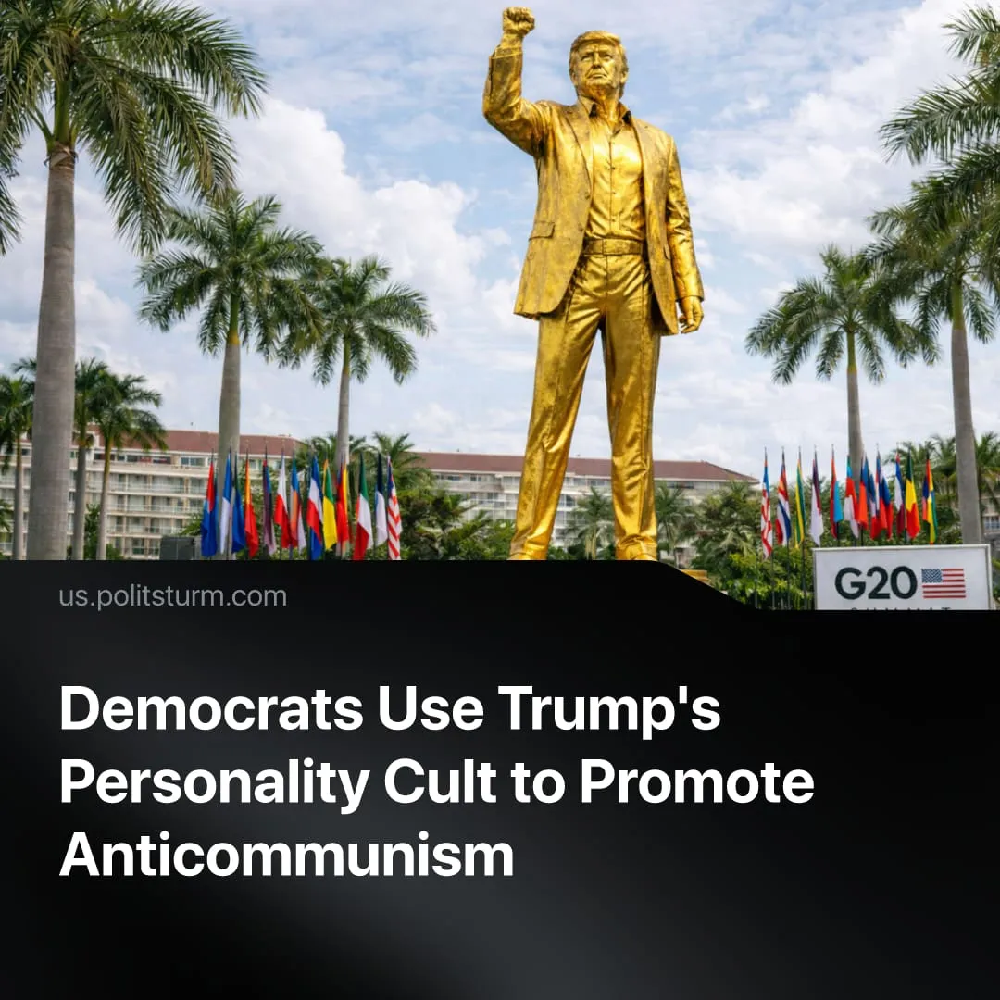 G20
us.politsturm.com
Democrats Use Trump's
Personality Cult to Promote
Anticommunism